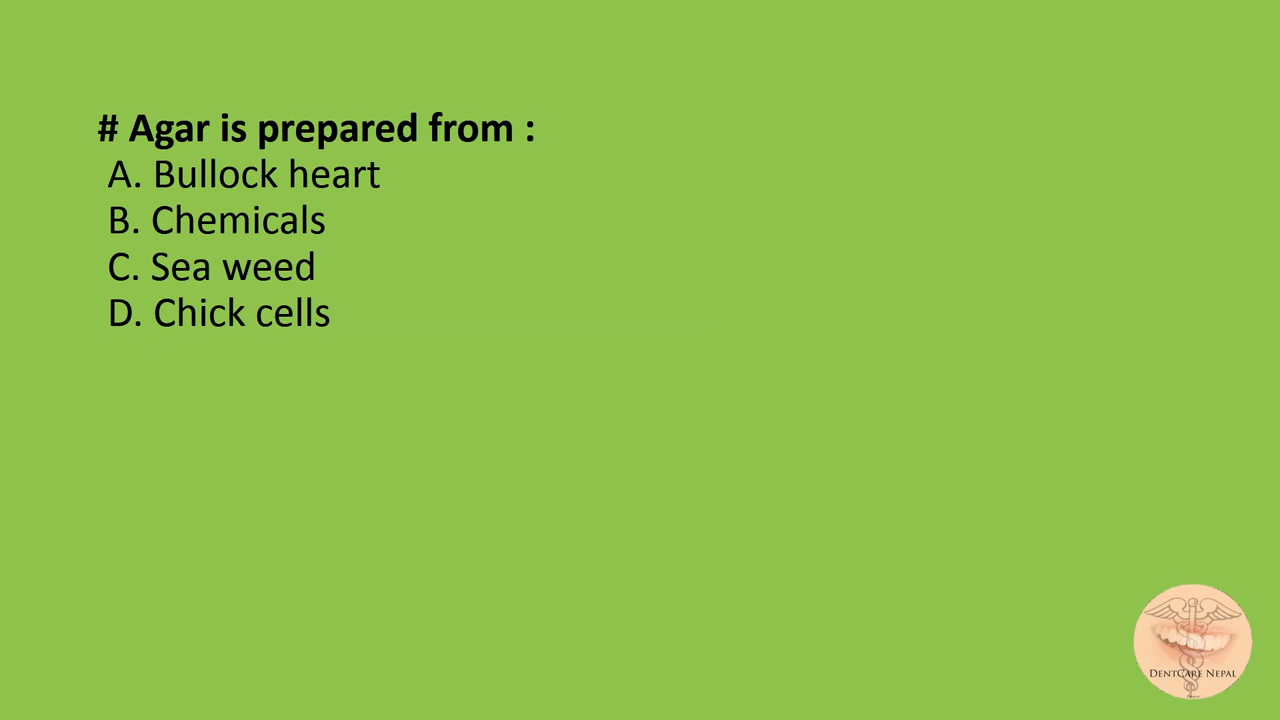 # Agar is prepared from :
A. Bullock heart
B. Chemicals
C. Sea weed
D. Chick cells
DentCare Nepal